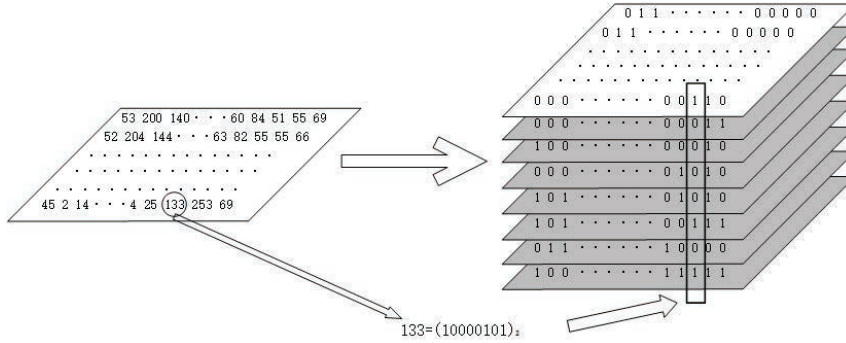 53 200 140 · · · 60 84 51 55 69
52 204 144 · · · 63 82 55 55 66
· · · · · · · · · · · · · · ·
· · · · · · · · · · · · · · ·
· · · · · · · · · · · · · · ·
45 2 14 · · · 4 25 133 253 69
0 1 1 · · · · · · · 0 0 0 0 0
0 1 1 · · · · · · · 0 0 0 0 0
· · · · · · · · · · · · · · ·
· · · · · · · · · · · · · · ·
· · · · · · · · · · · · · · ·
0 0 0 · · · · · · · 0 0 1 1 0
0 0 0 · · · · · · · 0 0 0 1 1
1 0 0 · · · · · · · 0 0 0 1 0
0 0 0 · · · · · · · 0 1 0 1 0
1 0 1 · · · · · · · 0 1 0 1 0
1 0 1 · · · · · · · 0 0 1 1 1
0 1 1 · · · · · · · 1 0 0 0 0
1 0 0 · · · · · · · 1 1 1 1 1
133=(10000101)₂